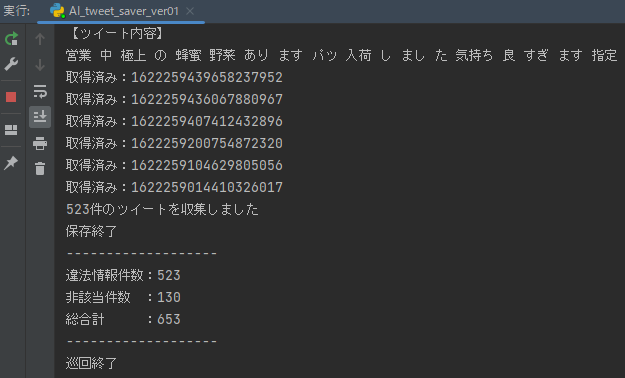 実行: AI_tweet_saver_ver01
【ツイート内容】
営業 中 極上 の 蜂蜜 野菜 あり ます バッ 入荷 し まし た 気持ち 良 すぎ ます 指定
取得済み：1622259439658237952
取得済み：1622259436067880967
取得済み：1622259407412432896
取得済み：1622259200754872320
取得済み：1622259104629805056
取得済み：1622259014410326017
523件のツイートを収集しました
保存終了
-------------------
違法情報件数：523
非該当件数　：130
総合計　　　：653
-------------------
巡回終了